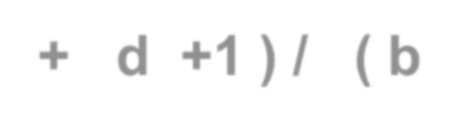 + d +1 ) / ( b